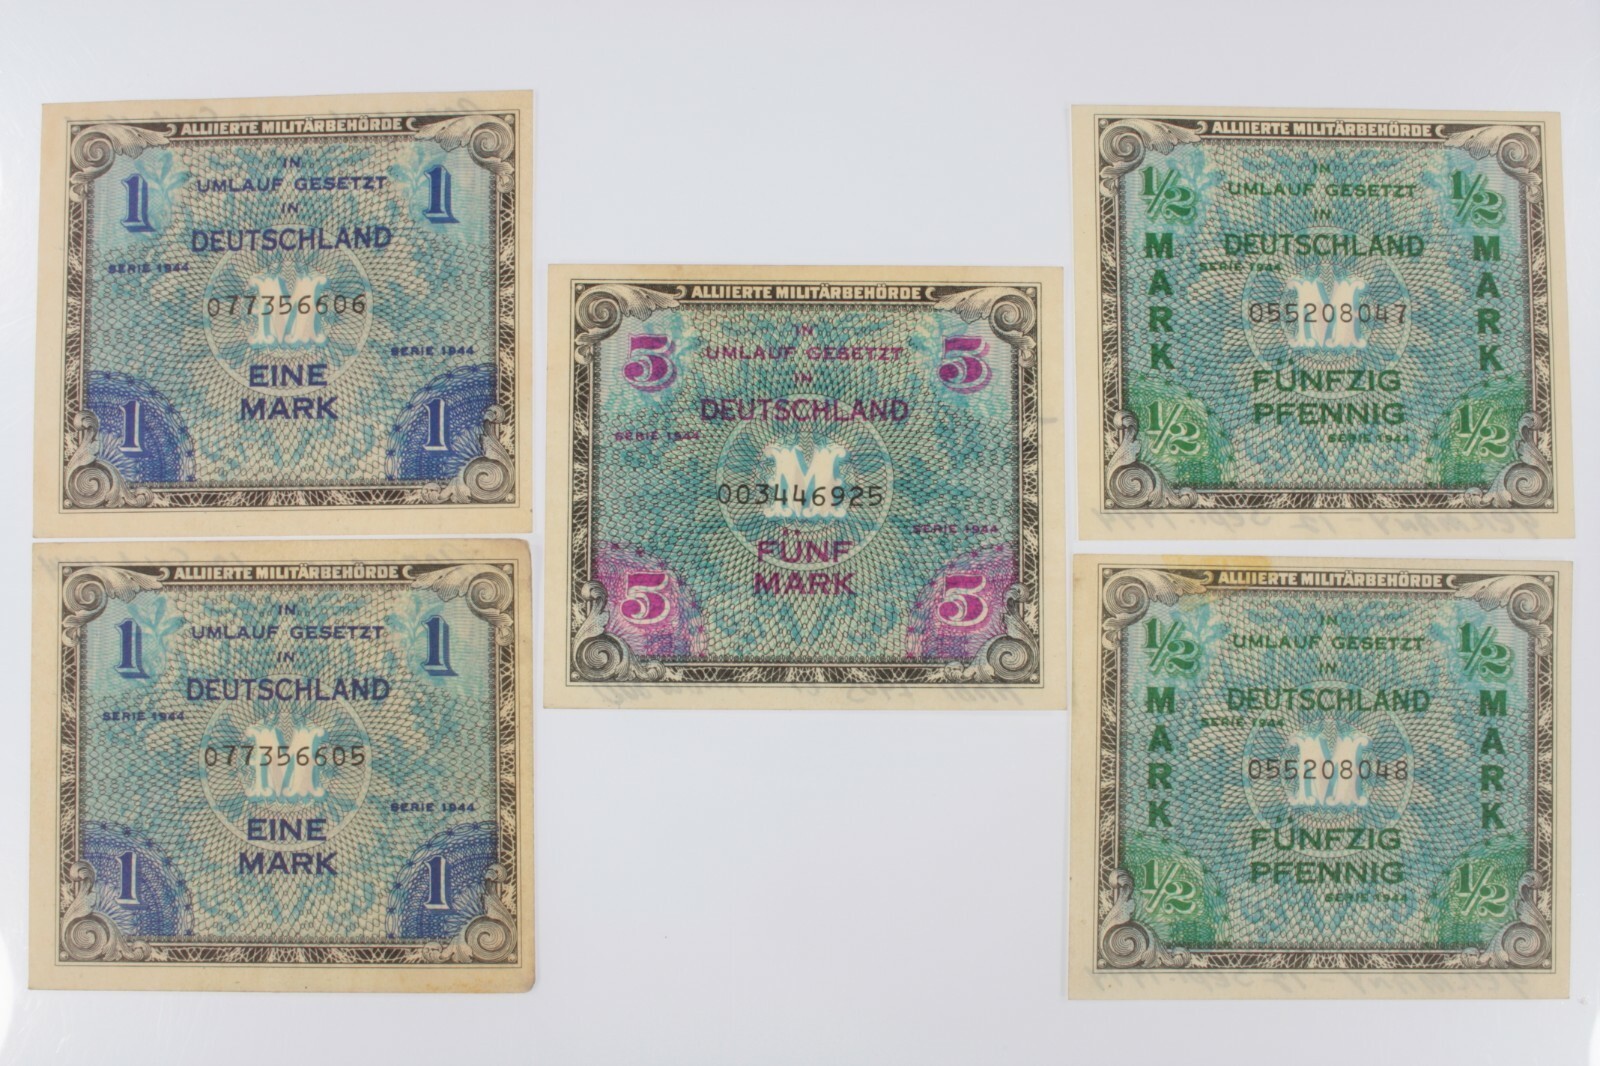 ALLIIERTE MILITÄRBEHÖRDE
1 IN 1
UMLAUF GESETZT
IN
DEUTSCHLAND
SERIE 1944
077356606
SERIE 1944
EINE
MARK
1 1
ALLIIERTE MILITÄRBEHÖRDE
1 IN 1
UMLAUF GESETZT
IN
DEUTSCHLAND
SERIE 1944
M
077356605
SERIE 1944
EINE
MARK
1 1
ALLIIERTE MILITÄRBEHÖRDE
5 IN 5
UMLAUF GESETZT
IN
DEUTSCHLAND
SERIE 1944
M
003446925
SERIE 1944
FÜNF
MARK
5 5
ALLIIERTE MILITÄRBEHÖRDE
1/2 IN 1/2
UMLAUF GESETZT
IN
DEUTSCHLAND
SERIE 1944
MARK M MARK
055208047
FÜNFZIG
PFENNIG
SERIE 1944
1/2 1/2
ALLIIERTE MILITÄRBEHÖRDE
1/2 IN 1/2
UMLAUF GESETZT
IN
DEUTSCHLAND
SERIE 1944
MARK M MARK
055208048
FÜNFZIG
PFENNIG
SERIE 1944
1/2 1/2